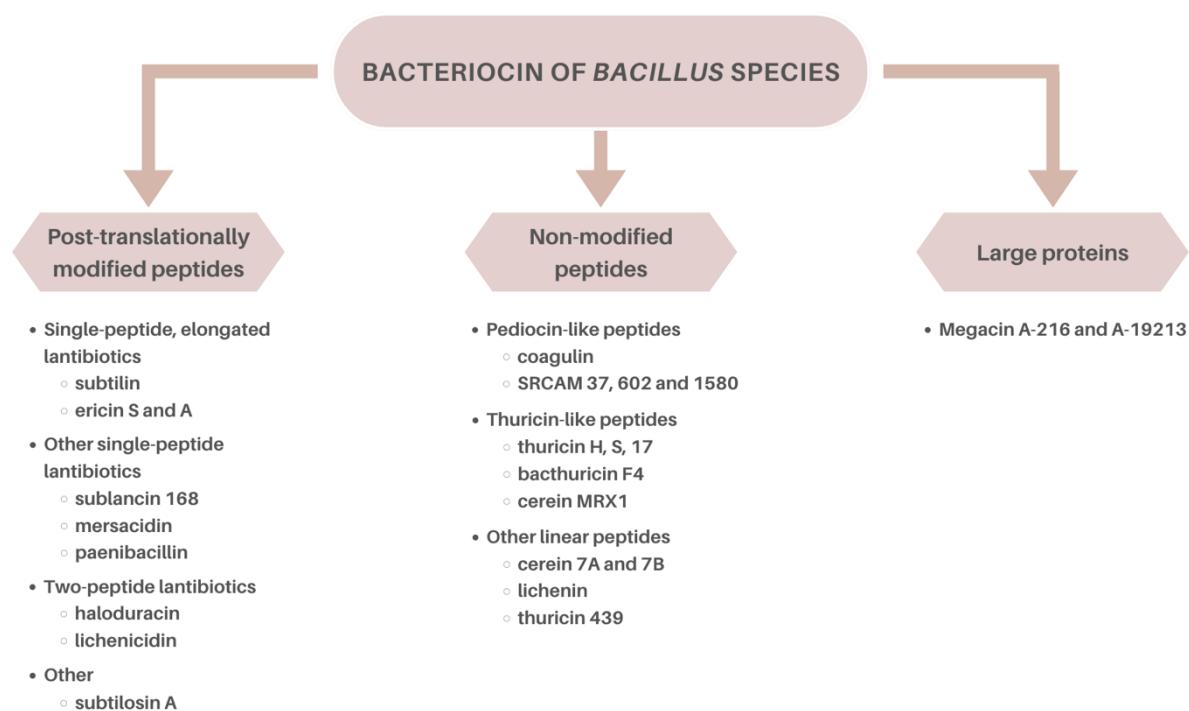 BACTERIOCIN OF BACILLUS SPECIES
Post-translationally
modified peptides
• Single-peptide, elongated
lantibiotics
○ subtilin
○ ericin S and A
• Other single-peptide
lantibiotics
○ sublancin 168
○ mersacidin
○ paenibacillin
• Two-peptide lantibiotics
○ haloduracin
○ lichenicidin
• Other
○ subtilosin A
Non-modified
peptides
• Pediocin-like peptides
○ coagulin
○ SRCAM 37, 602 and 1580
• Thuricin-like peptides
○ thuricin H, S, 17
○ bacthuricin F4
○ cerein MRX1
• Other linear peptides
○ cerein 7A and 7B
○ lichenin
○ thuricin 439
Large proteins
• Megacin A-216 and A-19213